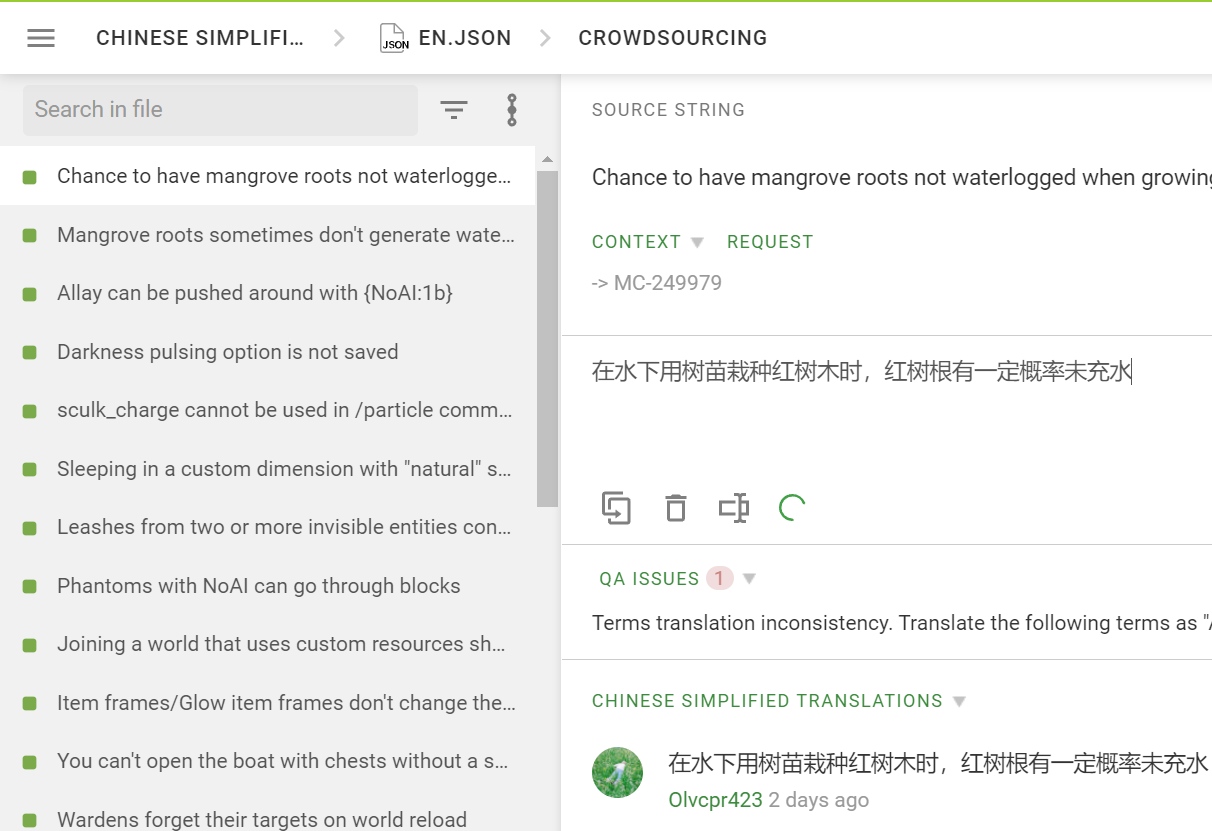 CHINESE SIMPLIFI...
JSON
EN.JSON
CROWDSOURCING
Search in file
Chance to have mangrove roots not waterlogge...
Mangrove roots sometimes don't generate wate...
Allay can be pushed around with {NoAI:1b}
Darkness pulsing option is not saved
sculk_charge cannot be used in /particle comm...
Sleeping in a custom dimension with "natural" s...
Leashes from two or more invisible entities con...
Phantoms with NoAI can go through blocks
Joining a world that uses custom resources sh...
Item frames/Glow item frames don't change the...
You can't open the boat with chests without a s...
Wardens forget their targets on world reload
SOURCE STRING
Chance to have mangrove roots not waterlogged when growing
CONTEXT REQUEST
-> MC-249979
在水下用树苗栽种红树木时，红树根有一定概率未充水
QA ISSUES 1
Terms translation inconsistency. Translate the following terms as "
CHINESE SIMPLIFIED TRANSLATIONS
在水下用树苗栽种红树木时，红树根有一定概率未充水
Olvcpr423 2 days ago